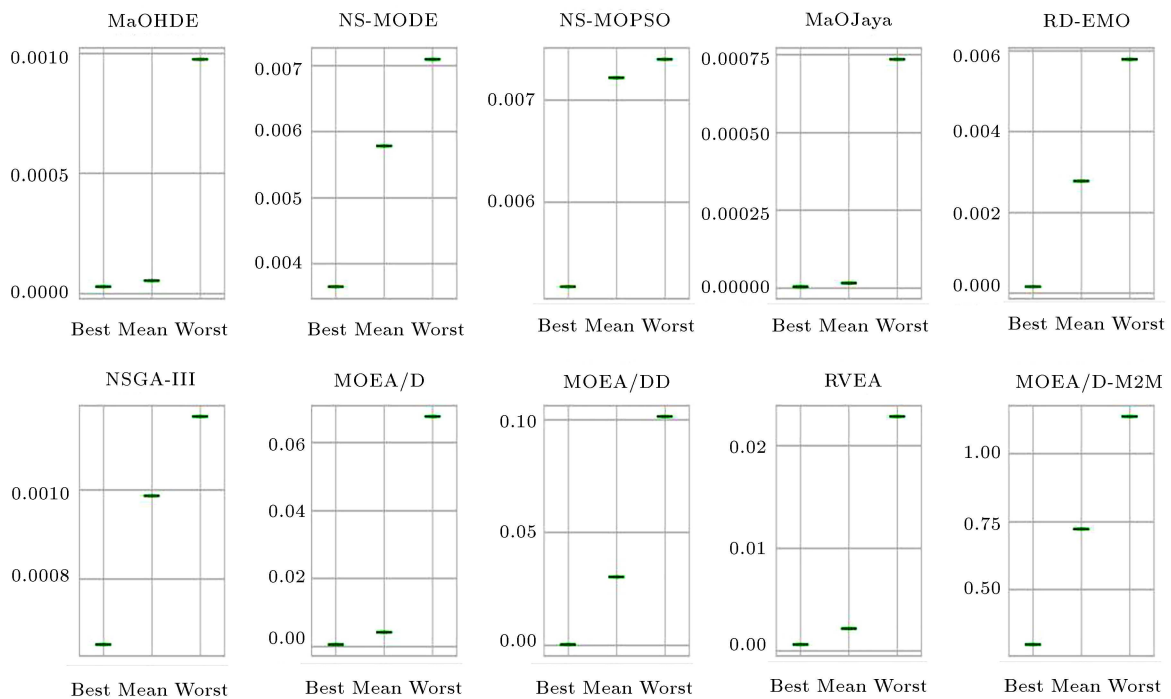 MaOHDE
NS-MODE
NS-MOPSO
MaOJaya
RD-EMO
0.0010
0.0005
0.0000
0.007
0.006
0.005
0.004
0.007
0.006
0.00075
0.00050
0.00025
0.00000
0.006
0.004
0.002
0.000
Best Mean Worst
Best Mean Worst
Best Mean Worst
Best Mean Worst
Best Mean Worst
NSGA-III
MOEA/D
MOEA/DD
RVEA
MOEA/D-M2M
0.0010
0.0008
0.06
0.04
0.02
0.00
0.10
0.05
0.00
0.02
0.01
0.00
1.00
0.75
0.50
Best Mean Worst
Best Mean Worst
Best Mean Worst
Best Mean Worst
Best Mean Worst